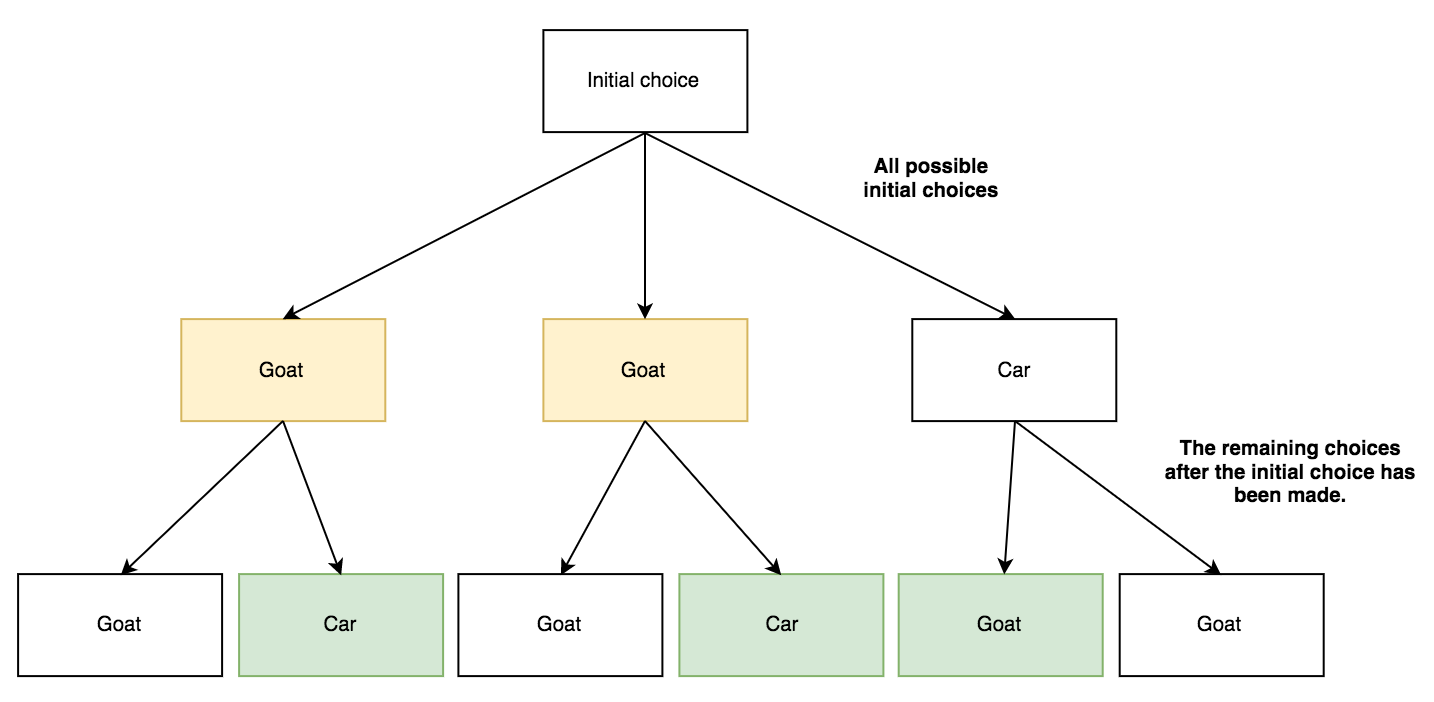 Initial choice
All possible
initial choices
Goat
Goat
Car
The remaining choices
after the initial choice has
been made.
Goat
Car
Goat
Car
Goat
Goat